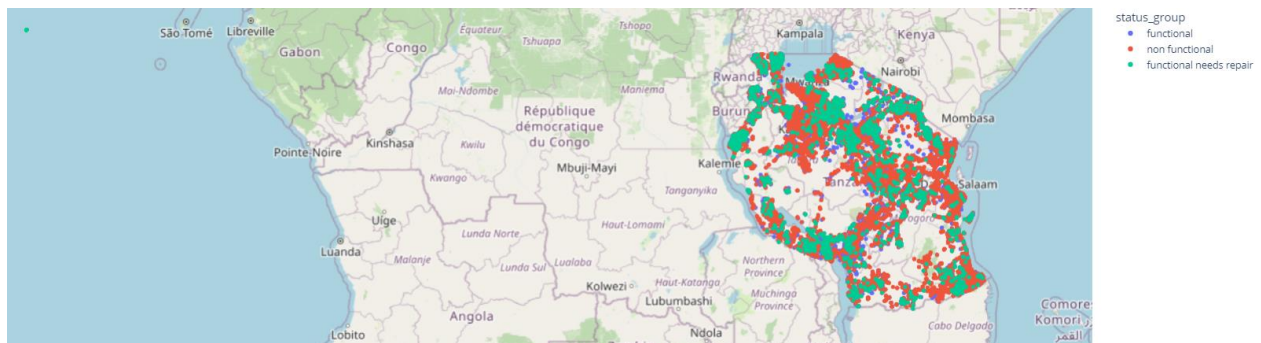 status_group
functional
non functional
functional needs repair
São Tomé
Libreville
Gabon
Congo
Équateur
Tshuapa
Tshopo
Kampala
Kenya
Nairobi
Rwanda
Mai-Ndombe
Maniema
République
démocratique
du Congo
Mombasa
Kinshasa
Pointe-Noire
Kwilu
Mbuji-Mayi
Kalemie
Kwango
Tanganyika
Salaam
Uíge
Haut-Lomami
Luanda
Malanje
Lunda Norte
Lunda Sul
Lualaba
Northern
Province
Kolwezi
Haut-Katanga
Lubumbashi
Muchinga
Province
Angola
Ndola
Lobito
Cabo Delgado
Comores
Komori
القمر